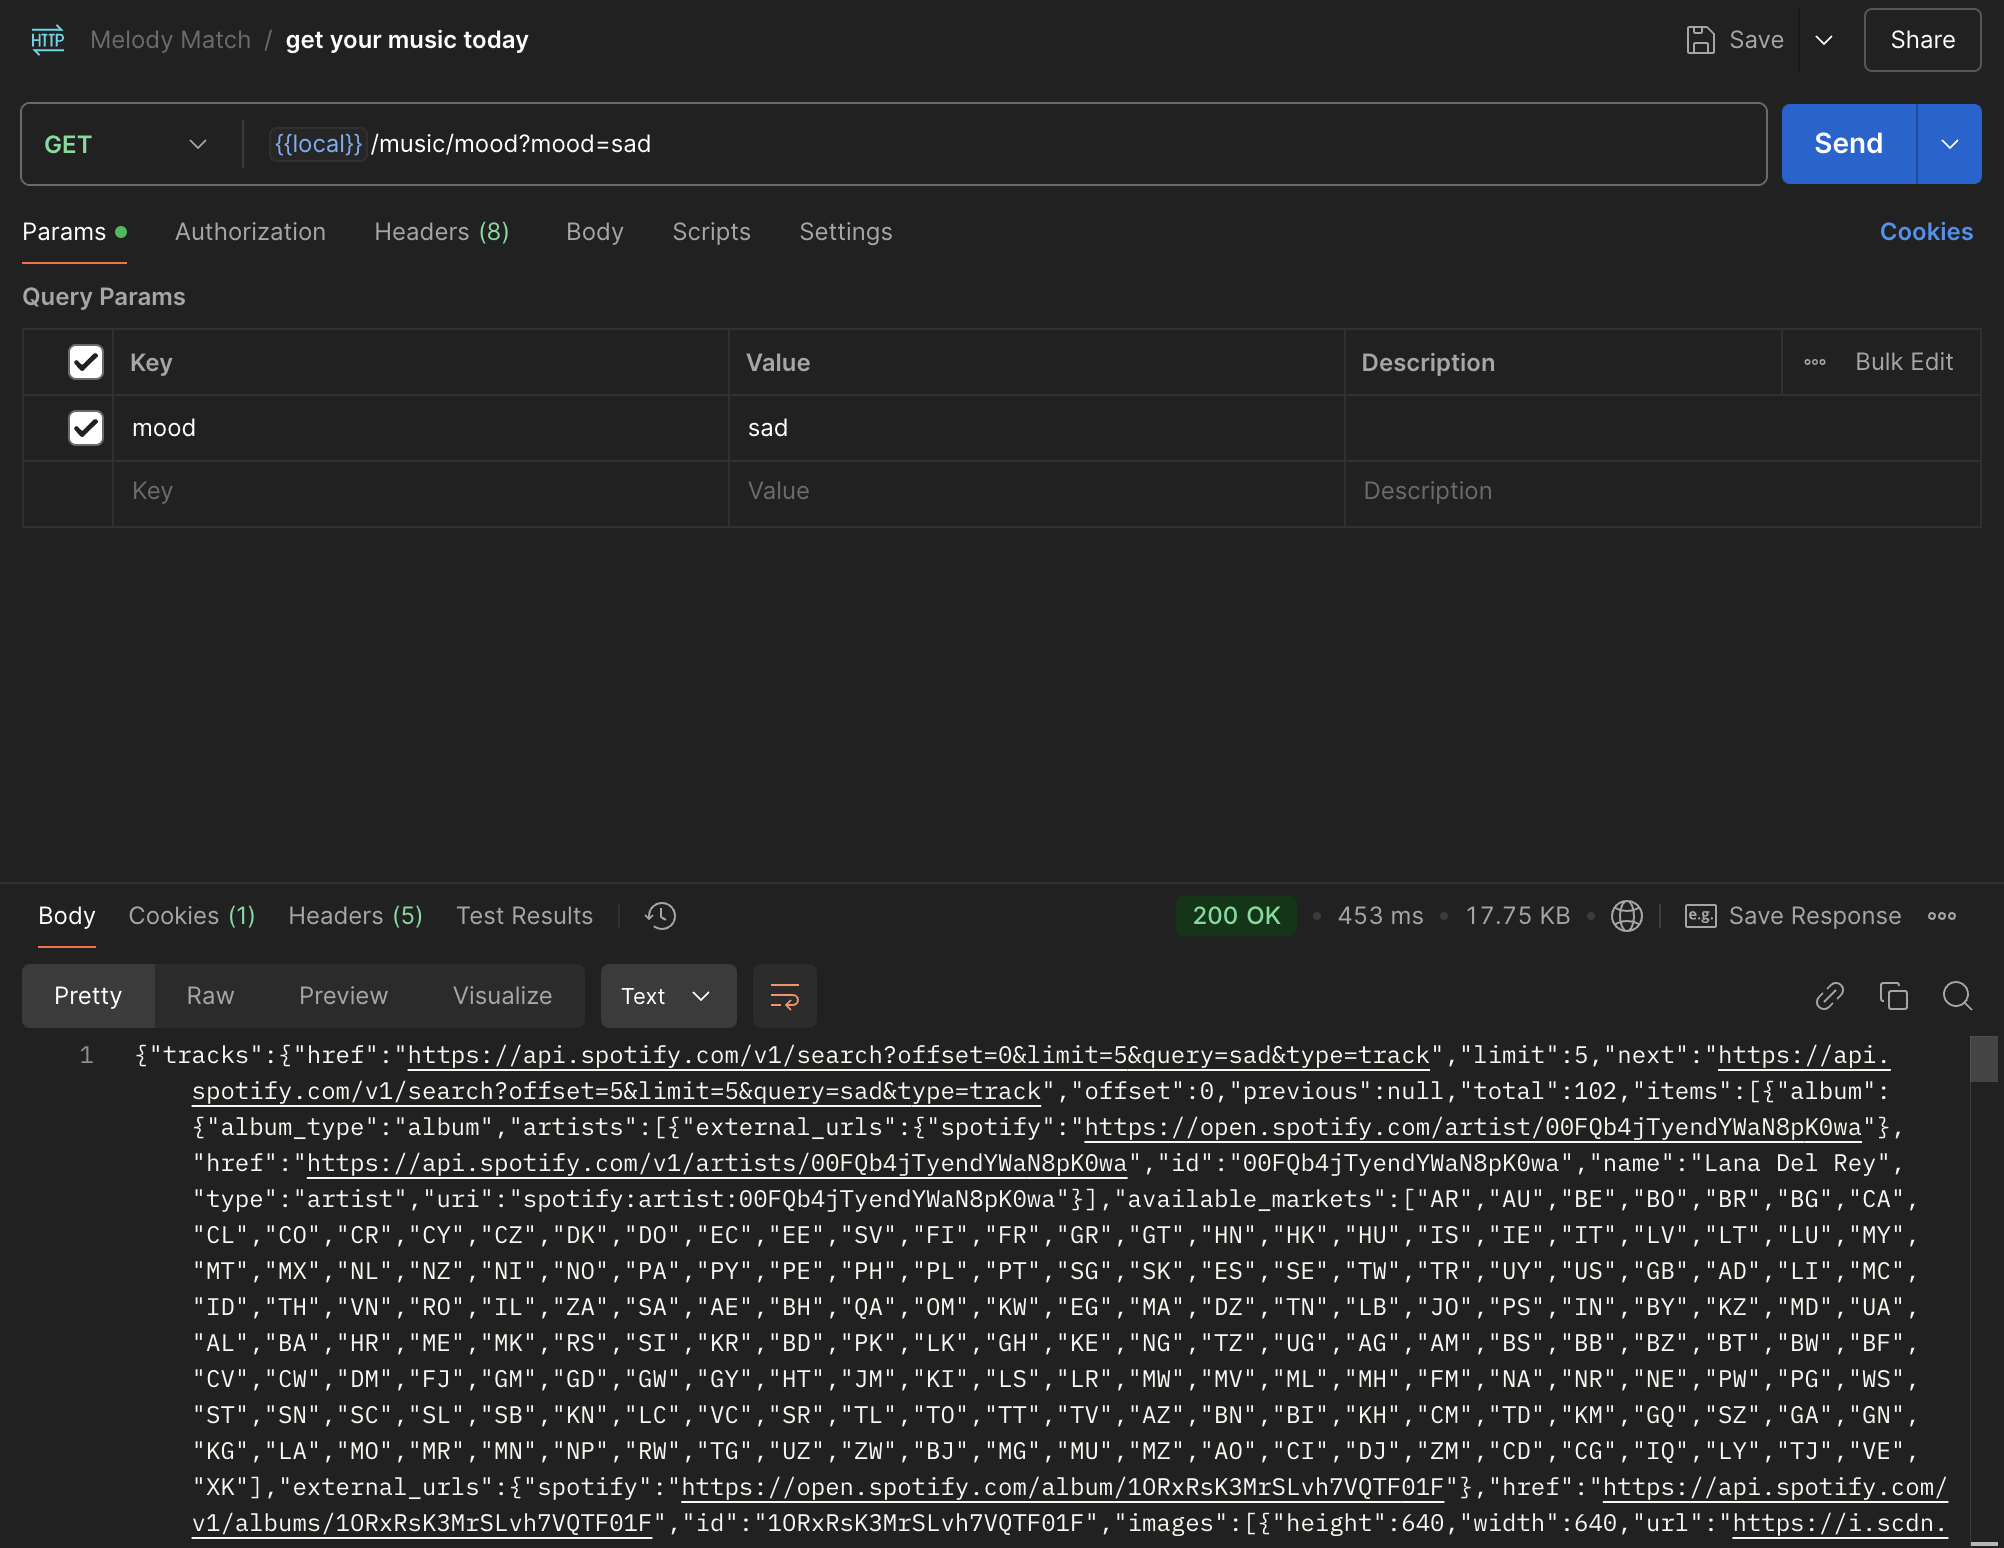 HTTP Melody Match / get your music today Save Share
GET {{local}}/music/mood?mood=sad Send
Params Authorization Headers (8) Body Scripts Settings Cookies
Query Params
Key Value Description Bulk Edit
mood sad
Key Value Description
Body Cookies (1) Headers (5) Test Results 200 OK 453 ms 17.75 KB e.g. Save Response
Pretty Raw Preview Visualize Text
1 {"tracks":{"href":"https://api.spotify.com/v1/search?offset=0&limit=5&query=sad&type=track","limit":5,"next":"https://api.
spotify.com/v1/search?offset=5&limit=5&query=sad&type=track","offset":0,"previous":null,"total":102,"items":[{"album":
{"album_type":"album","artists":[{"external_urls":{"spotify":"https://open.spotify.com/artist/00FQb4jTyendYWaN8pK0wa"},
"href":"https://api.spotify.com/v1/artists/00FQb4jTyendYWaN8pK0wa","id":"00FQb4jTyendYWaN8pK0wa","name":"Lana Del Rey",
"type":"artist","uri":"spotify:artist:00FQb4jTyendYWaN8pK0wa"}],"available_markets":["AR","AU","BE","BO","BR","BG","CA",
"CL","CO","CR","CY","CZ","DK","DO","EC","EE","SV","FI","FR","GR","GT","HN","HK","HU","IS","IE","IT","LV","LT","LU","MY",
"MT","MX","NL","NZ","NI","NO","PA","PY","PE","PH","PL","PT","SG","SK","ES","SE","TW","TR","UY","US","GB","AD","LI","MC",
"ID","TH","VN","RO","IL","ZA","SA","AE","BH","QA","OM","KW","EG","MA","DZ","TN","LB","JO","PS","IN","BY","KZ","MD","UA",
"AL","BA","HR","ME","MK","RS","SI","KR","BD","PK","LK","GH","KE","NG","TZ","UG","AG","AM","BS","BB","BZ","BT","BW","BF",
"CV","CW","DM","FJ","GM","GD","GW","GY","HT","JM","KI","LS","LR","MW","MV","ML","MH","FM","NA","NR","NE","PW","PG","WS",
"ST","SN","SC","SL","SB","KN","LC","VC","SR","TL","TO","TT","TV","AZ","BN","BI","KH","CM","TD","KM","GQ","SZ","GA","GN",
"KG","LA","MO","MR","MN","NP","RW","TG","UZ","ZW","BJ","MG","MU","MZ","AO","CI","DJ","ZM","CD","CG","IQ","LY","TJ","VE",
"XK"],"external_urls":{"spotify":"https://open.spotify.com/album/1ORxRsK3MrSLvh7VQTF01F"},"href":"https://api.spotify.com/
v1/albums/1ORxRsK3MrSLvh7VQTF01F","id":"1ORxRsK3MrSLvh7VQTF01F","images":[{"height":640,"width":640,"url":"https://i.scdn.